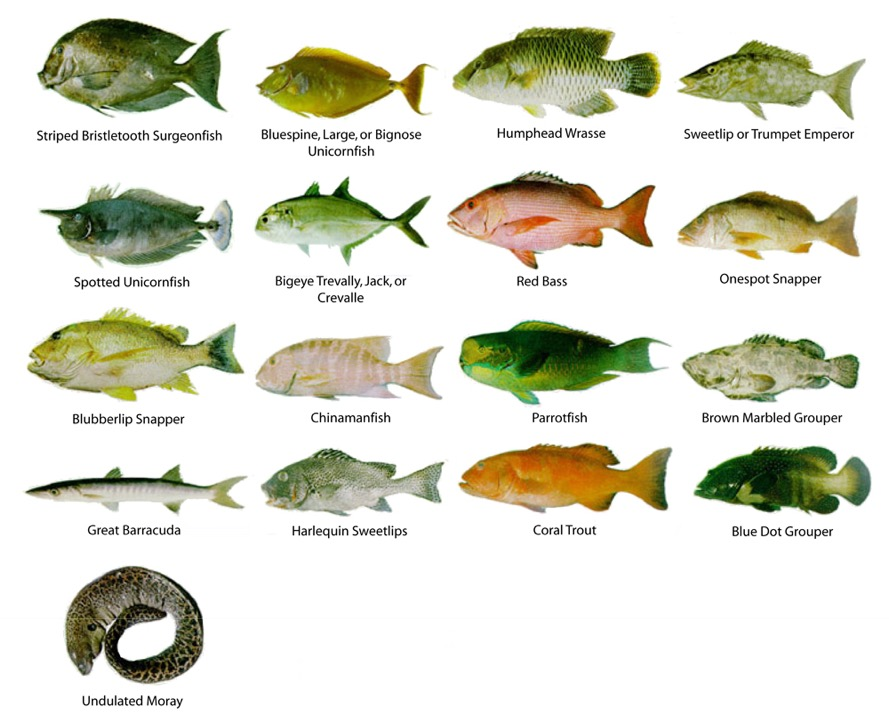 Striped Bristletooth Surgeonfish
Bluespine, Large, or Bignose
Unicornfish
Humphead Wrasse
Sweetlip or Trumpet Emperor
Spotted Unicornfish
Bigeye Trevally, Jack, or
Crevalle
Red Bass
Onespot Snapper
Blubberlip Snapper
Chinamanfish
Parrotfish
Brown Marbled Grouper
Great Barracuda
Harlequin Sweetlips
Coral Trout
Blue Dot Grouper
Undulated Moray